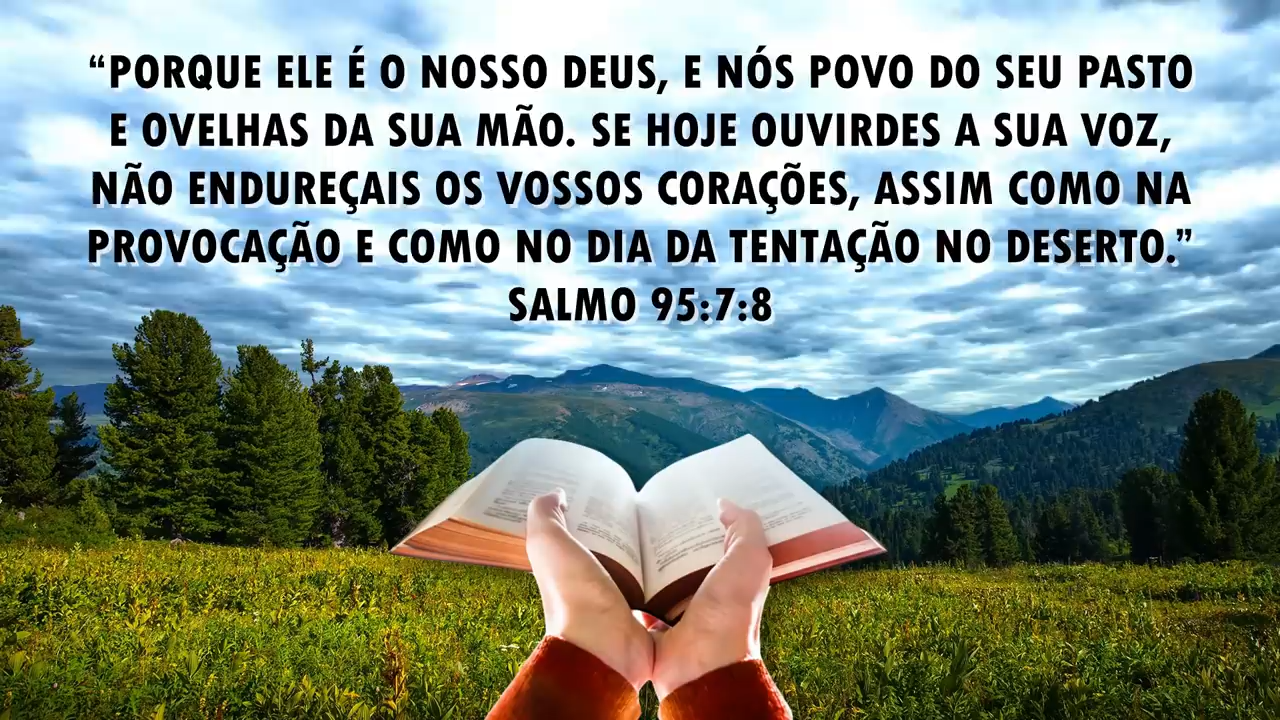 “PORQUE ELE É O NOSSO DEUS, E NÓS POVO DO SEU PASTO
E OVELHAS DA SUA MÃO. SE HOJE OUVIRDES A SUA VOZ,
NÃO ENDUREÇAIS OS VOSSOS CORAÇÕES, ASSIM COMO NA
PROVOCAÇÃO E COMO NO DIA DA TENTAÇÃO NO DESERTO.”
SALMO 95:7:8